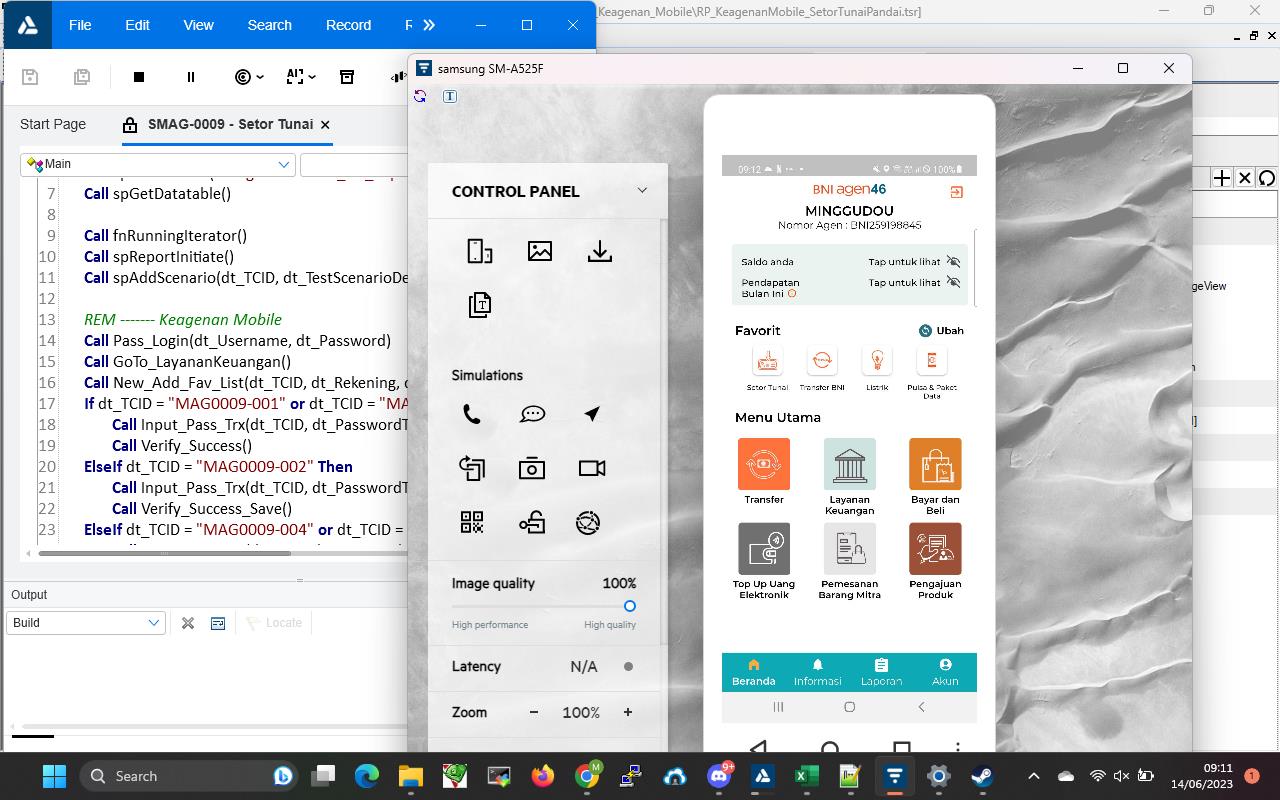 File Edit View Search Record
_Keagenan_Mobile\RP_KeagenanMobile_SetorTunaiPandai.tsr]
samsung SM-A525F
Start Page
SMAG-0009 - Setor Tunai
Main
7 Call spGetDatatable()
8
9 Call fnRunningIterator()
10 Call spReportInitiate()
11 Call spAddScenario(dt_TCID, dt_TestScenarioDe
12
13 REM ------- Keagenan Mobile
14 Call Pass_Login(dt_Username, dt_Password)
15 Call GoTo_LayananKeuangan()
16 Call New_Add_Fav_List(dt_TCID, dt_Rekening,
17 If dt_TCID = "MAG0009-001" or dt_TCID = "MA
18 Call Input_Pass_Trx(dt_TCID, dt_PasswordT
19 Call Verify_Success()
20 ElseIf dt_TCID = "MAG0009-002" Then
21 Call Input_Pass_Trx(dt_TCID, dt_PasswordT
22 Call Verify_Success_Save()
23 ElseIf dt_TCID = "MAG0009-004" or dt_TCID =
Output
Build
Locate
CONTROL PANEL
Simulations
Image quality 100%
High performance High quality
Latency N/A
Zoom − 100% +
09:12 100%
BNI agen46
MINGGUDOU
Nomor Agen : BNI259198845
Saldo anda Tap untuk lihat
Pendapatan Tap untuk lihat
Bulan Ini
Favorit Ubah
Setor Tunai Transfer BNI Listrik Pulsa & Paket
Data
Menu Utama
Transfer Layanan Bayar dan
Keuangan Beli
Top Up Uang Pemesanan Pengajuan
Elektronik Barang Mitra Produk
Beranda Informasi Laporan Akun
geView
Search
9+
M
09:11
14/06/2023
1